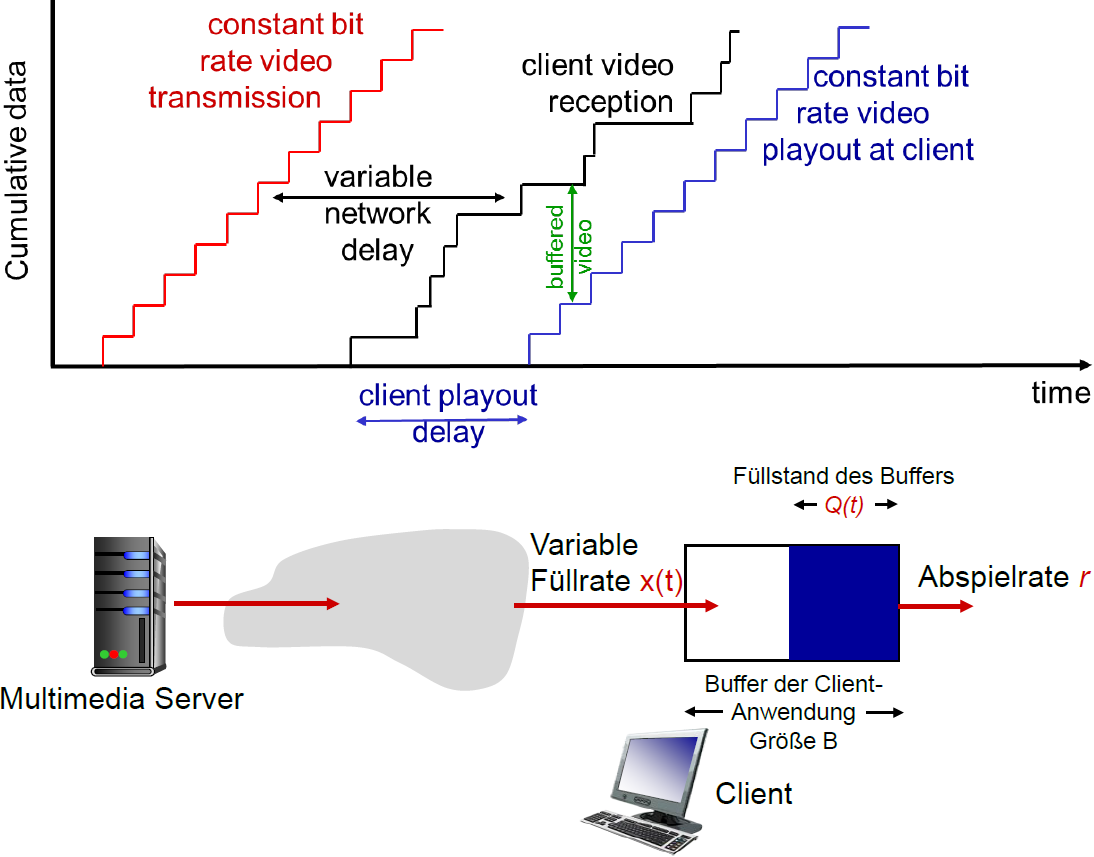 constant bit
rate video
transmission
client video
reception
constant bit
rate video
playout at client
variable
network
delay
buffered
video
Cumulative data
time
client playout
delay
Füllstand des Buffers
Q(t)
Variable
Füllrate x(t)
Abspielrate r
Multimedia Server
Buffer der Client-
Anwendung
Größe B
Client